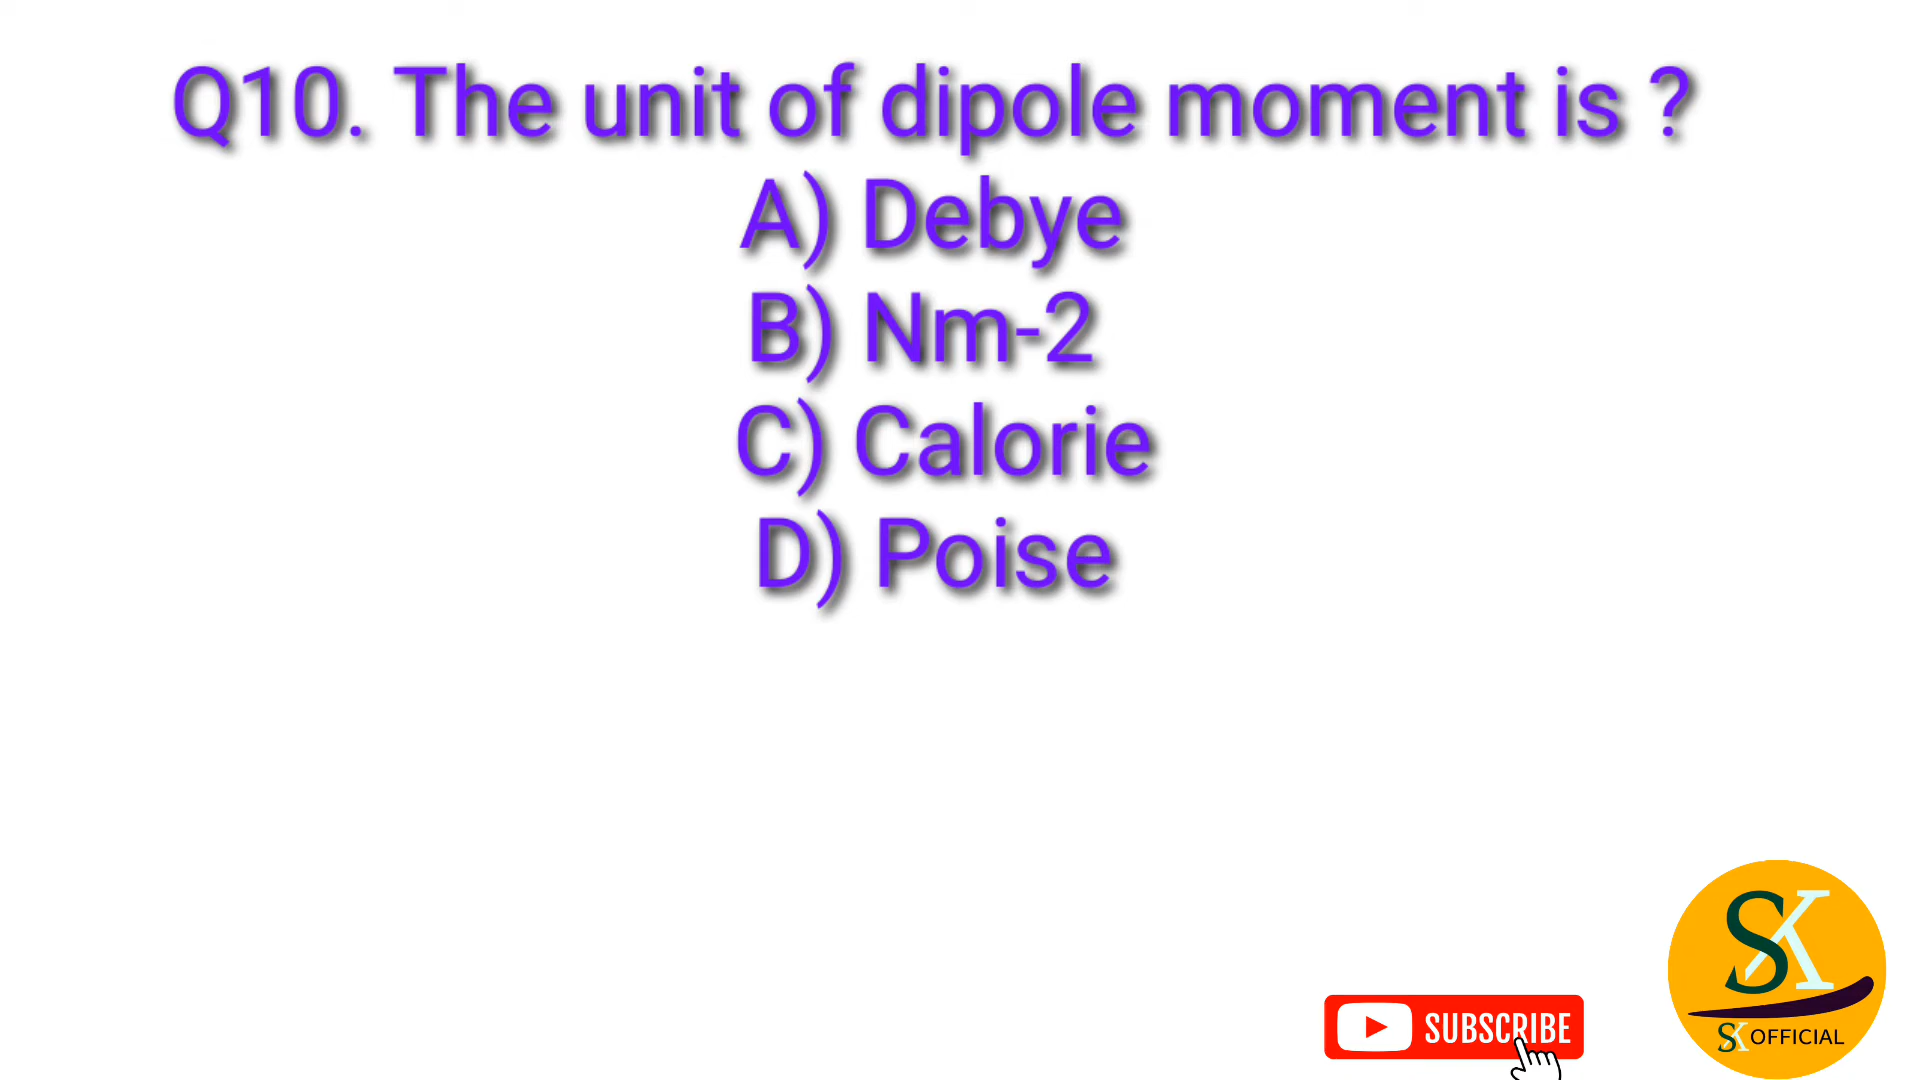 Q10. The unit of dipole moment is ?
A) Debye
B) Nm-2
C) Calorie
D) Poise
SUBSCRIBE
SK
SK OFFICIAL